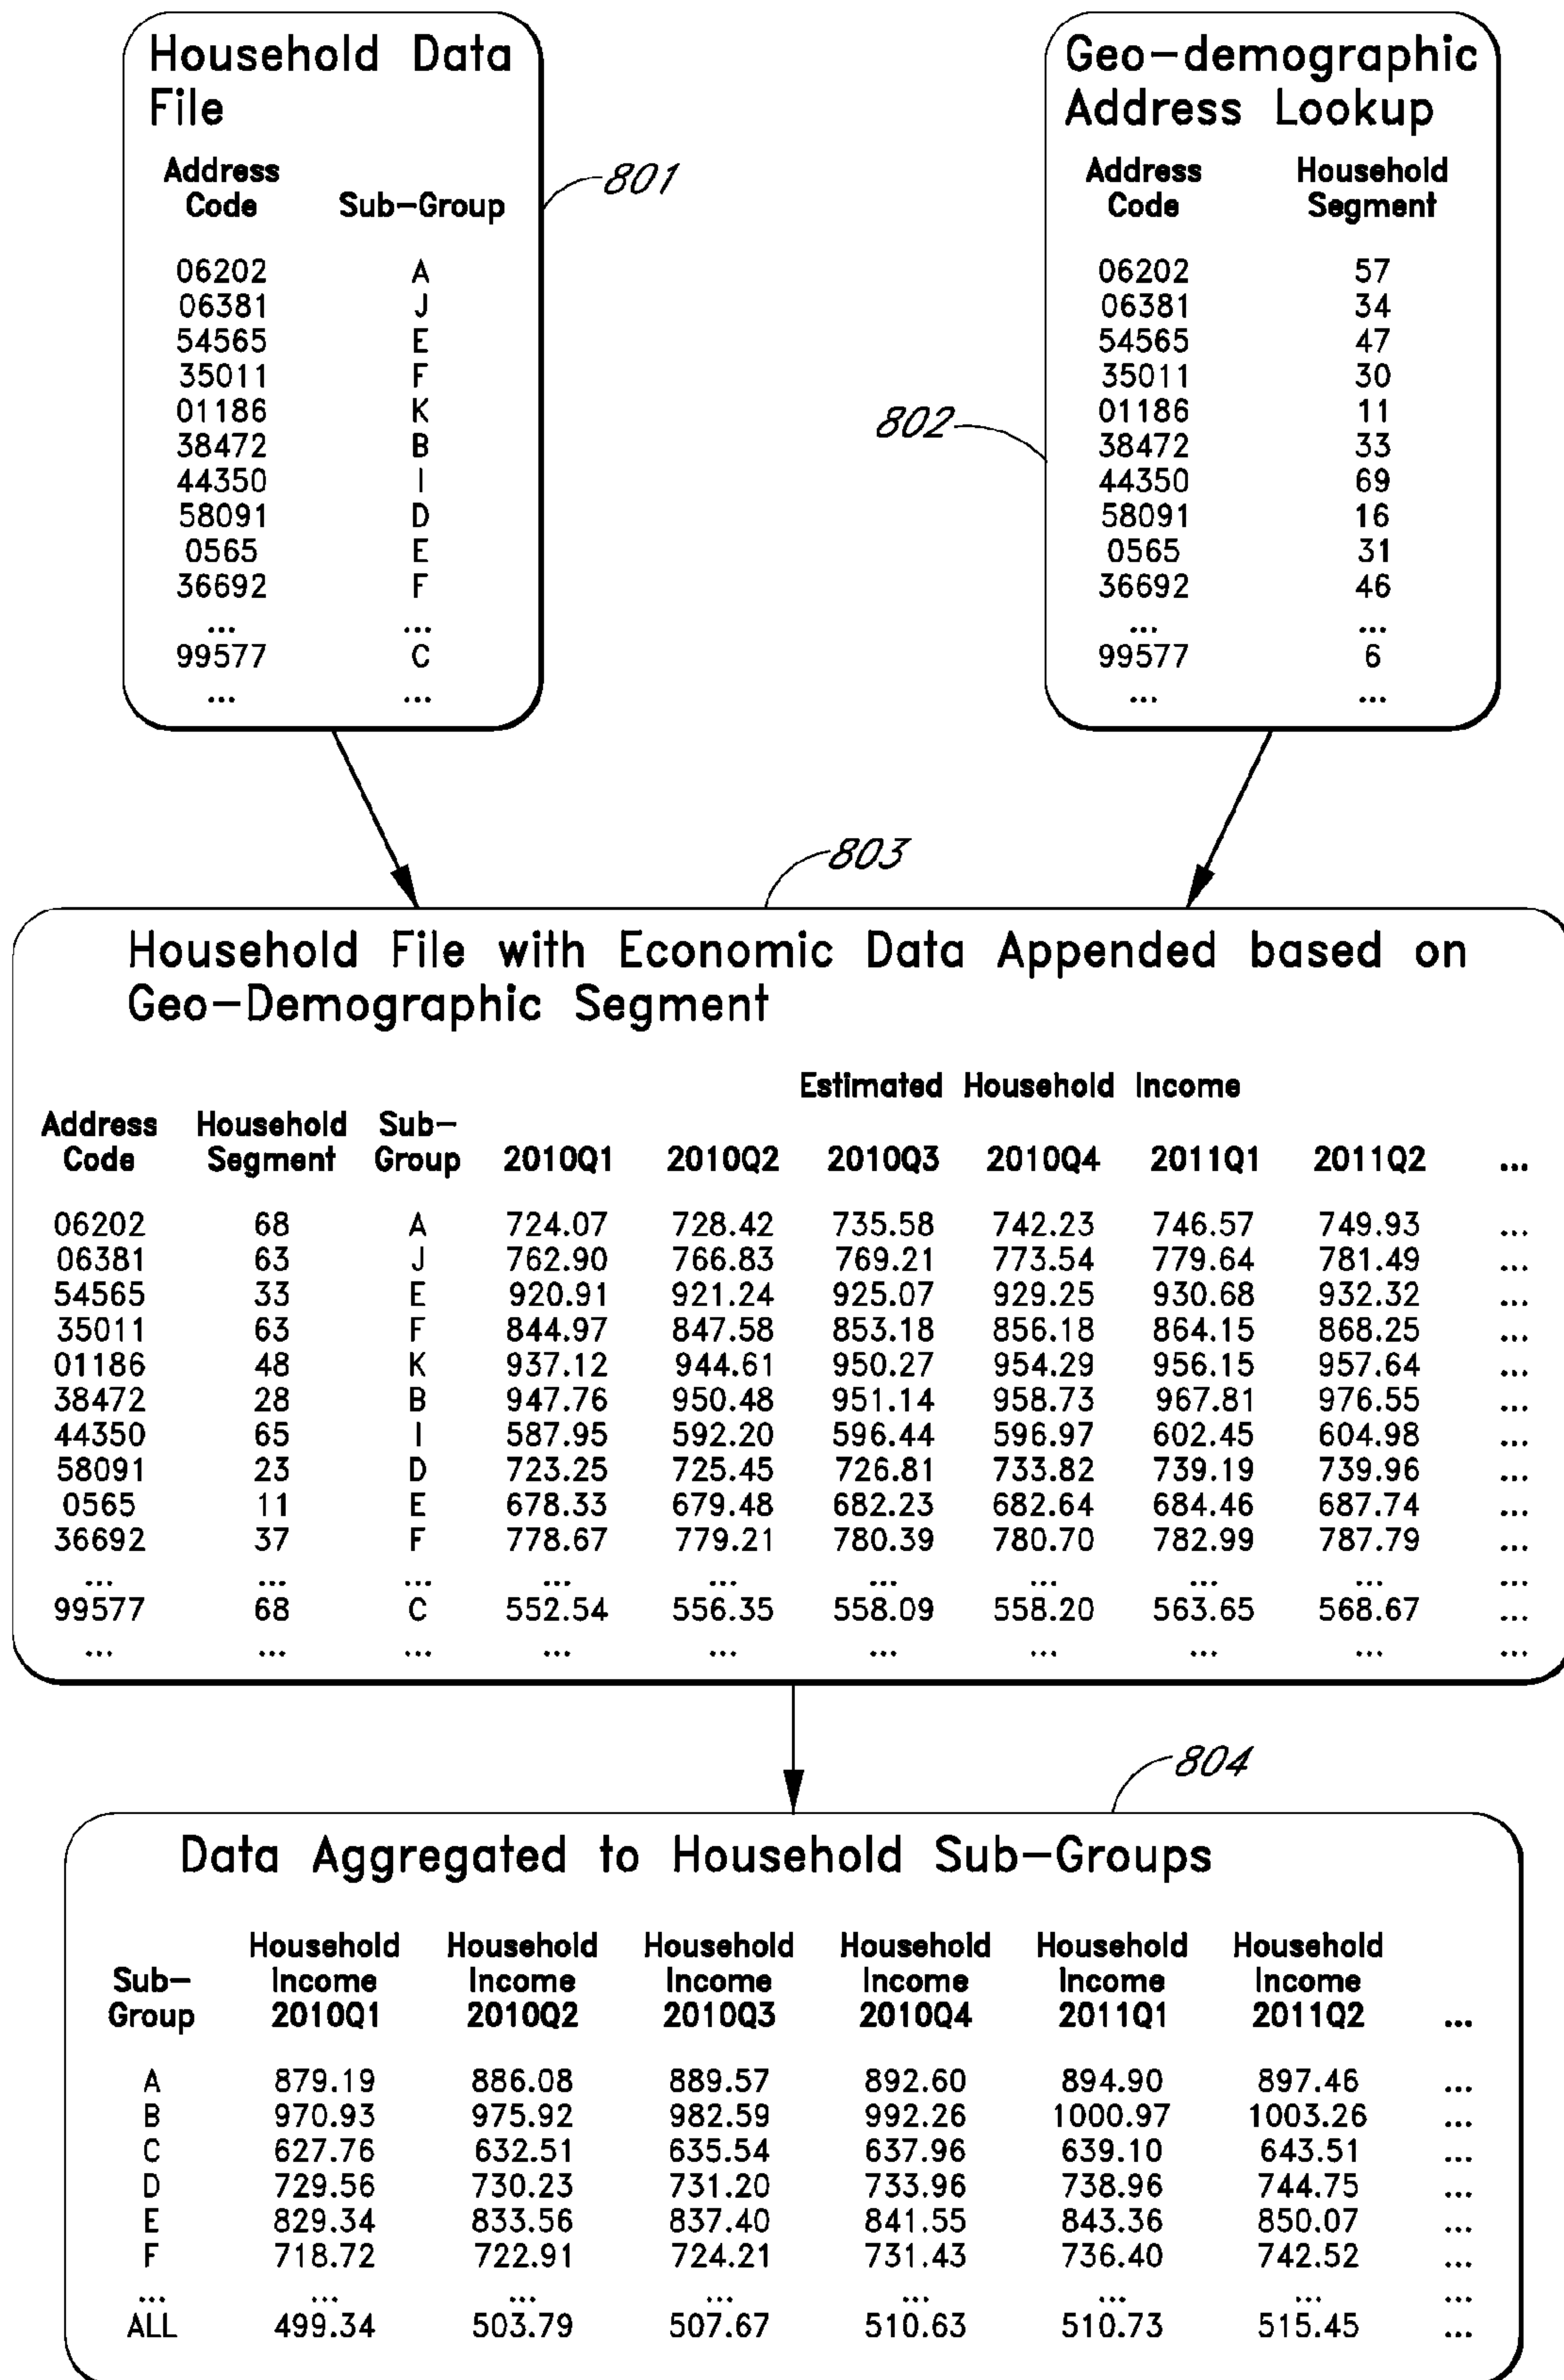 Household Data
File
Address
Code Sub-Group
06202 A
06381 J
54565 E
35011 F
01186 K
38472 B
44350 I
58091 D
0565 E
36692 F
... ...
99577 C
... ...
801
Geo-demographic
Address Lookup
Address Household
Code Segment
06202 57
06381 34
54565 47
35011 30
01186 11
38472 33
44350 69
58091 16
0565 31
36692 46
... ...
99577 6
... ...
802
803
Household File with Economic Data Appended based on
Geo-Demographic Segment
Estimated Household Income
Address Household Sub-
Code Segment Group 2010Q1 2010Q2 2010Q3 2010Q4 2011Q1 2011Q2 ...
06202 68 A 724.07 728.42 735.58 742.23 746.57 749.93 ...
06381 63 J 762.90 766.83 769.21 773.54 779.64 781.49 ...
54565 33 E 920.91 921.24 925.07 929.25 930.68 932.32 ...
35011 63 F 844.97 847.58 853.18 856.18 864.15 868.25 ...
01186 48 K 937.12 944.61 950.27 954.29 956.15 957.64 ...
38472 28 B 947.76 950.48 951.14 958.73 967.81 976.55 ...
44350 65 I 587.95 592.20 596.44 596.97 602.45 604.98 ...
58091 23 D 723.25 725.45 726.81 733.82 739.19 739.96 ...
0565 11 E 678.33 679.48 682.23 682.64 684.46 687.74 ...
36692 37 F 778.67 779.21 780.39 780.70 782.99 787.79 ...
... ... ... ... ... ... ... ... ... ...
99577 68 C 552.54 556.35 558.09 558.20 563.65 568.67 ...
... ... ... ... ... ... ... ... ... ...
804
Data Aggregated to Household Sub-Groups
Household Household Household Household Household Household
Sub- Income Income Income Income Income Income
Group 2010Q1 2010Q2 2010Q3 2010Q4 2011Q1 2011Q2 ...
A 879.19 886.08 889.57 892.60 894.90 897.46 ...
B 970.93 975.92 982.59 992.26 1000.97 1003.26 ...
C 627.76 632.51 635.54 637.96 639.10 643.51 ...
D 729.56 730.23 731.20 733.96 738.96 744.75 ...
E 829.34 833.56 837.40 841.55 843.36 850.07 ...
F 718.72 722.91 724.21 731.43 736.40 742.52 ...
... ... ... ... ... ... ... ...
ALL 499.34 503.79 507.67 510.63 510.73 515.45 ...